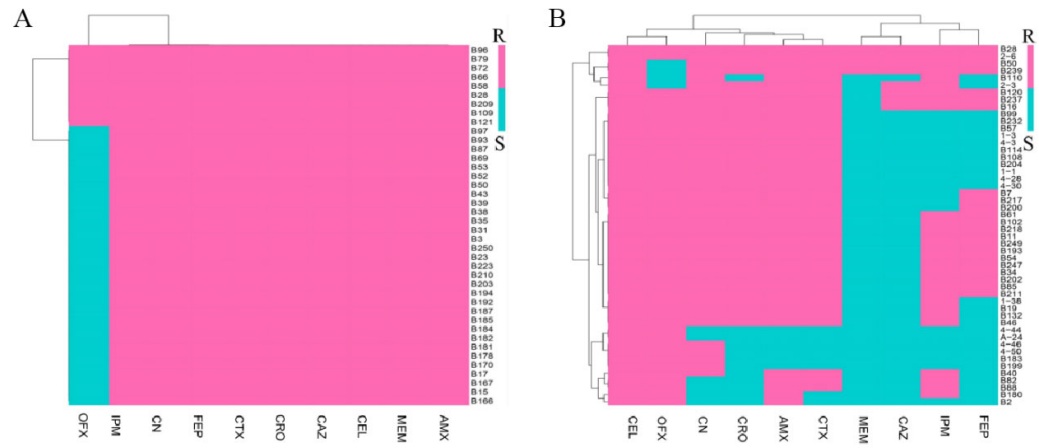 A
R
S
B96
B79
B72
B66
B58
B28
B209
B109
B121
B97
B93
B87
B69
B53
B52
B50
B43
B39
B38
B35
B31
B3
B250
B23
B223
B210
B203
B194
B192
B187
B185
B184
B182
B181
B178
B170
B17
B167
B15
B166
OFX IPM CN FEP CTX CRO CAZ CEL MEM AMX
B
R
S
B28
2-6
B50
B239
B110
2-3
B120
B237
B16
B99
B232
B57
1-3
4-3
B114
B108
B204
1-1
4-28
4-30
B7
B217
B200
B61
B102
B218
B11
B249
B193
B54
B247
B34
B202
B85
B211
1-38
B19
B132
B46
4-44
A-24
4-46
4-50
B183
B199
B40
B82
B88
B180
B2
CEL OFX CN CRO AMX CTX MEM CAZ IPM FEP